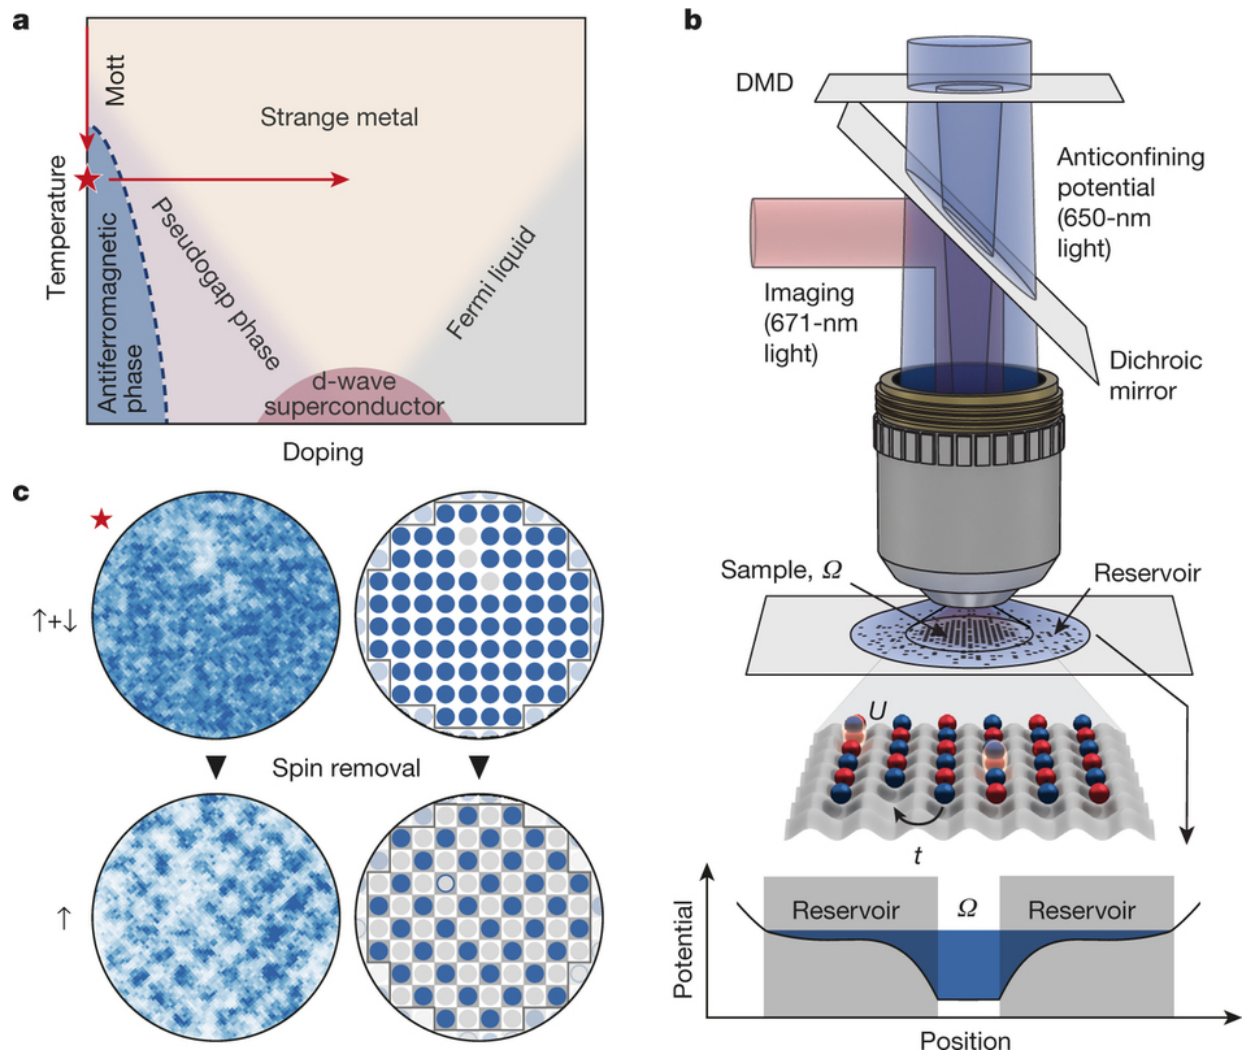 a
Mott
Strange metal
Temperature
Antiferromagnetic
phase
Pseudogap phase
Fermi liquid
d-wave
superconductor
Doping
b
DMD
Anticonfining
potential
(650-nm
light)
Imaging
(671-nm
light)
Dichroic
mirror
Sample, Ω
Reservoir
U
t
Reservoir
Ω
Reservoir
Potential
Position
c
↑+↓
Spin removal
↑